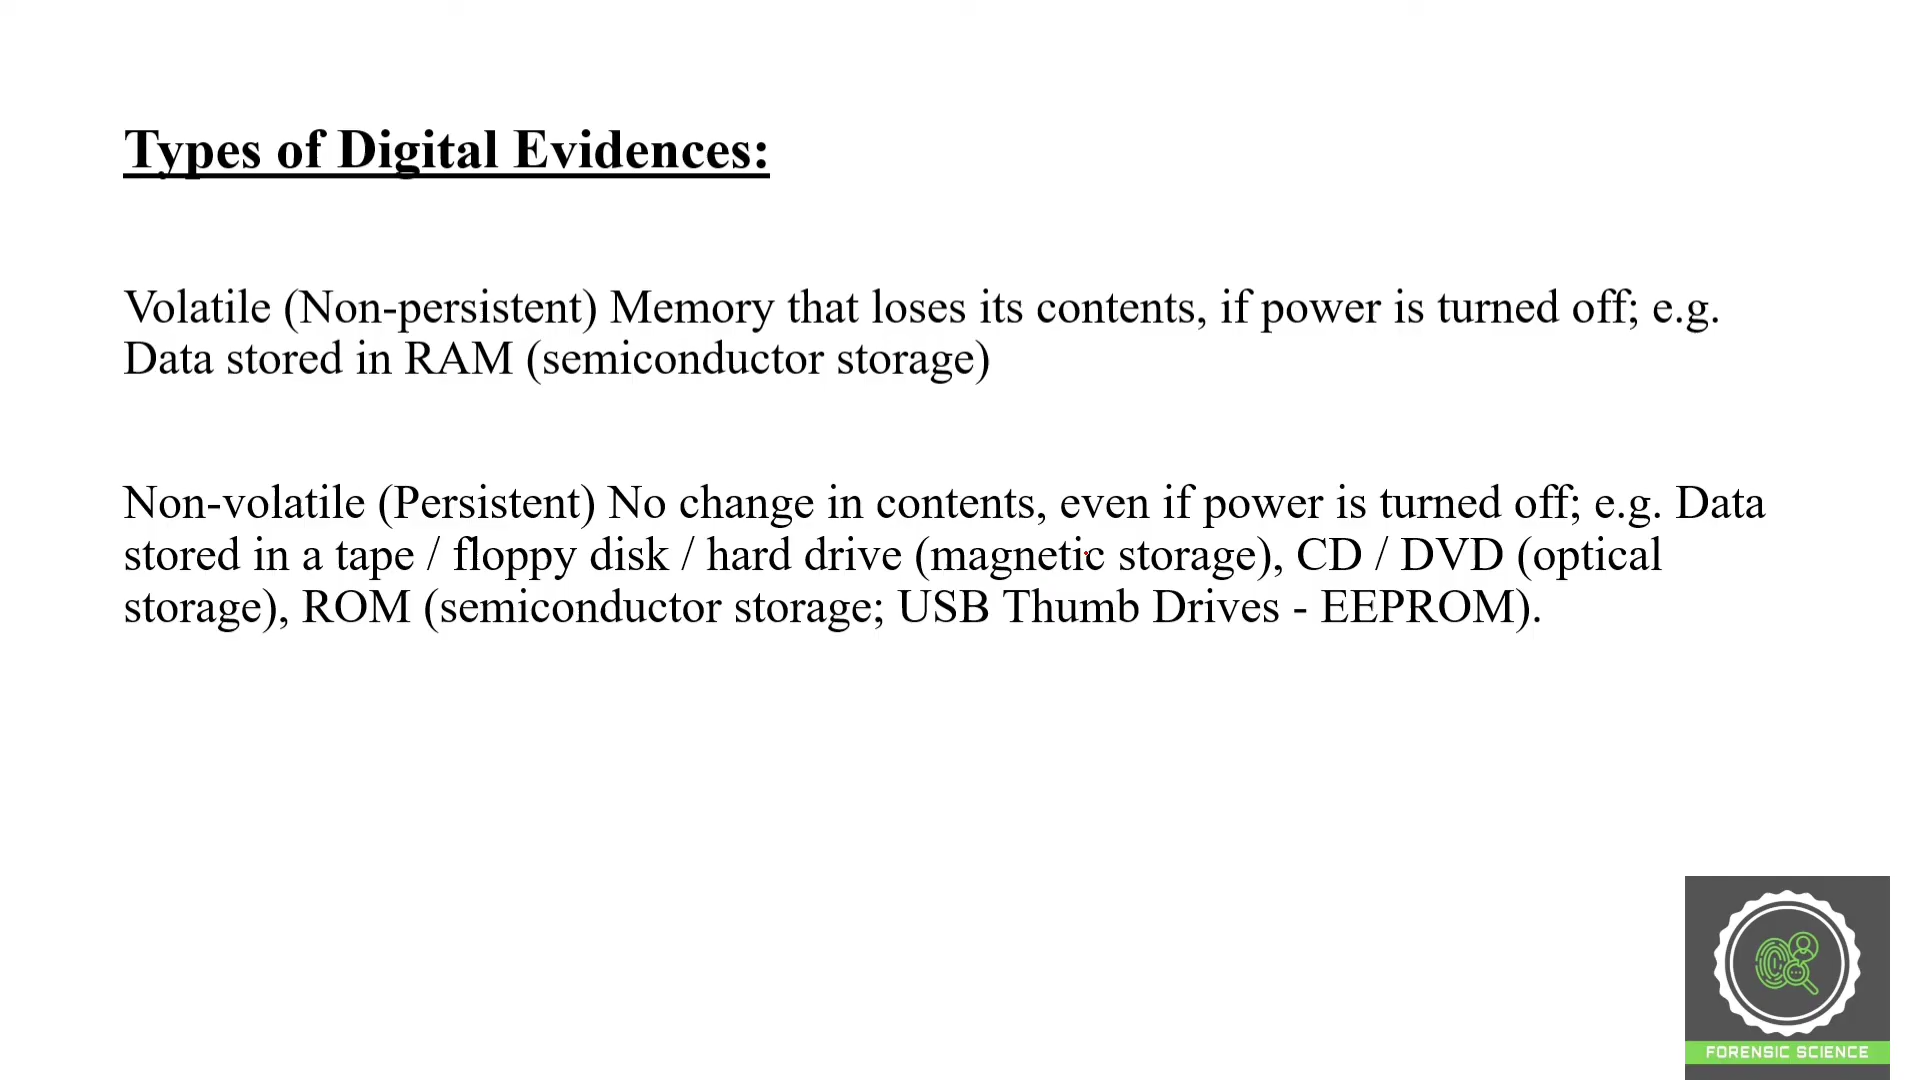 Types of Digital Evidences:
Volatile (Non-persistent) Memory that loses its contents, if power is turned off; e.g.
Data stored in RAM (semiconductor storage)
Non-volatile (Persistent) No change in contents, even if power is turned off; e.g. Data
stored in a tape / floppy disk / hard drive (magnetic storage), CD / DVD (optical
storage), ROM (semiconductor storage; USB Thumb Drives - EEPROM).
FORENSIC SCIENCE